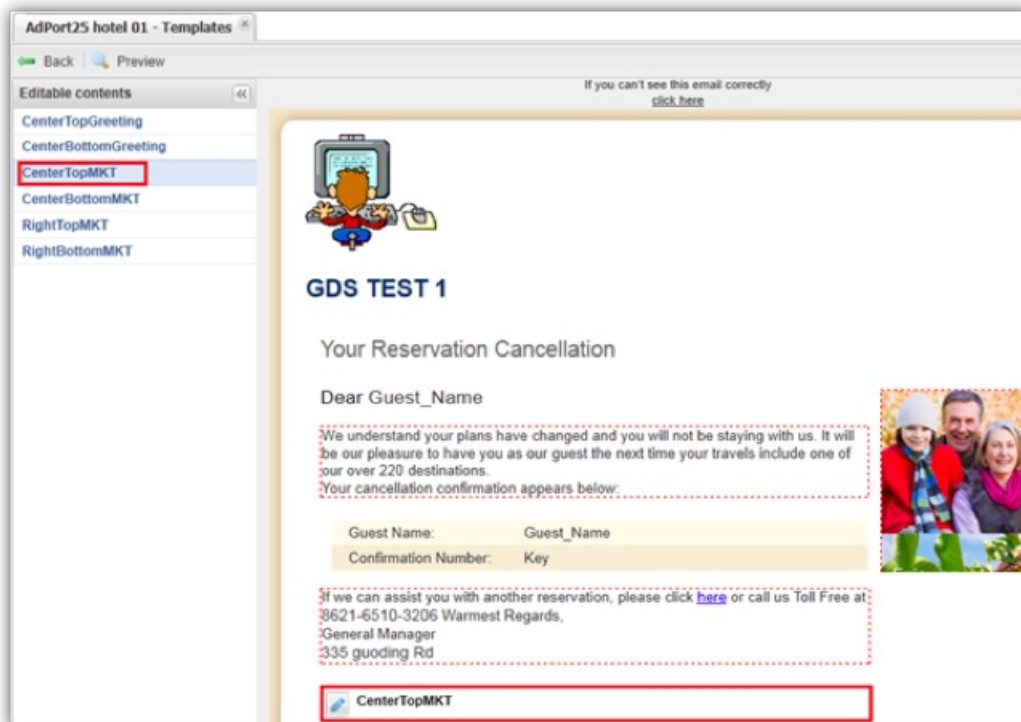 AdPort25 hotel 01 - Templates
Back
Preview
Editable contents
CenterTopGreeting
CenterBottomGreeting
CenterTopMKT
CenterBottomMKT
RightTopMKT
RightBottomMKT
If you can't see this email correctly
click here
GDS TEST 1
Your Reservation Cancellation
Dear Guest_Name
We understand your plans have changed and you will not be staying with us. It will
be our pleasure to have you as our guest the next time your travels include one of
our over 220 destinations.
Your cancellation confirmation appears below:
Guest Name: Guest_Name
Confirmation Number: Key
If we can assist you with another reservation, please click here or call us Toll Free at
8621-6510-3206 Warmest Regards,
General Manager
335 guoding Rd
CenterTopMKT